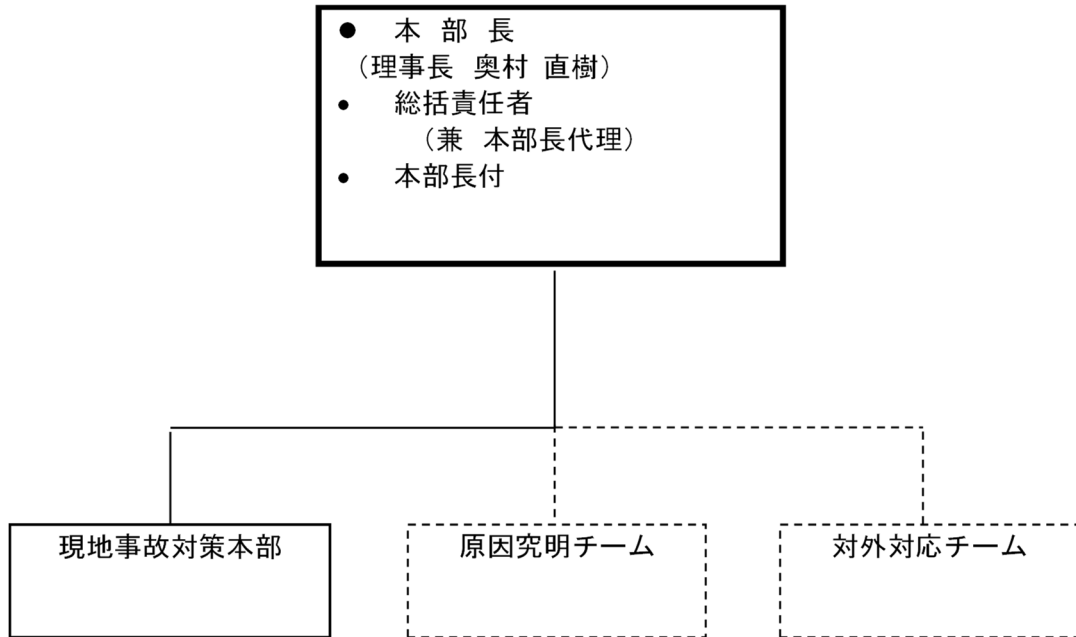 ● 本 部 長
（理事長 奥村 直樹）
• 総括責任者
（兼 本部長代理）
• 本部長付
現地事故対策本部
原因究明チーム
対外対応チーム